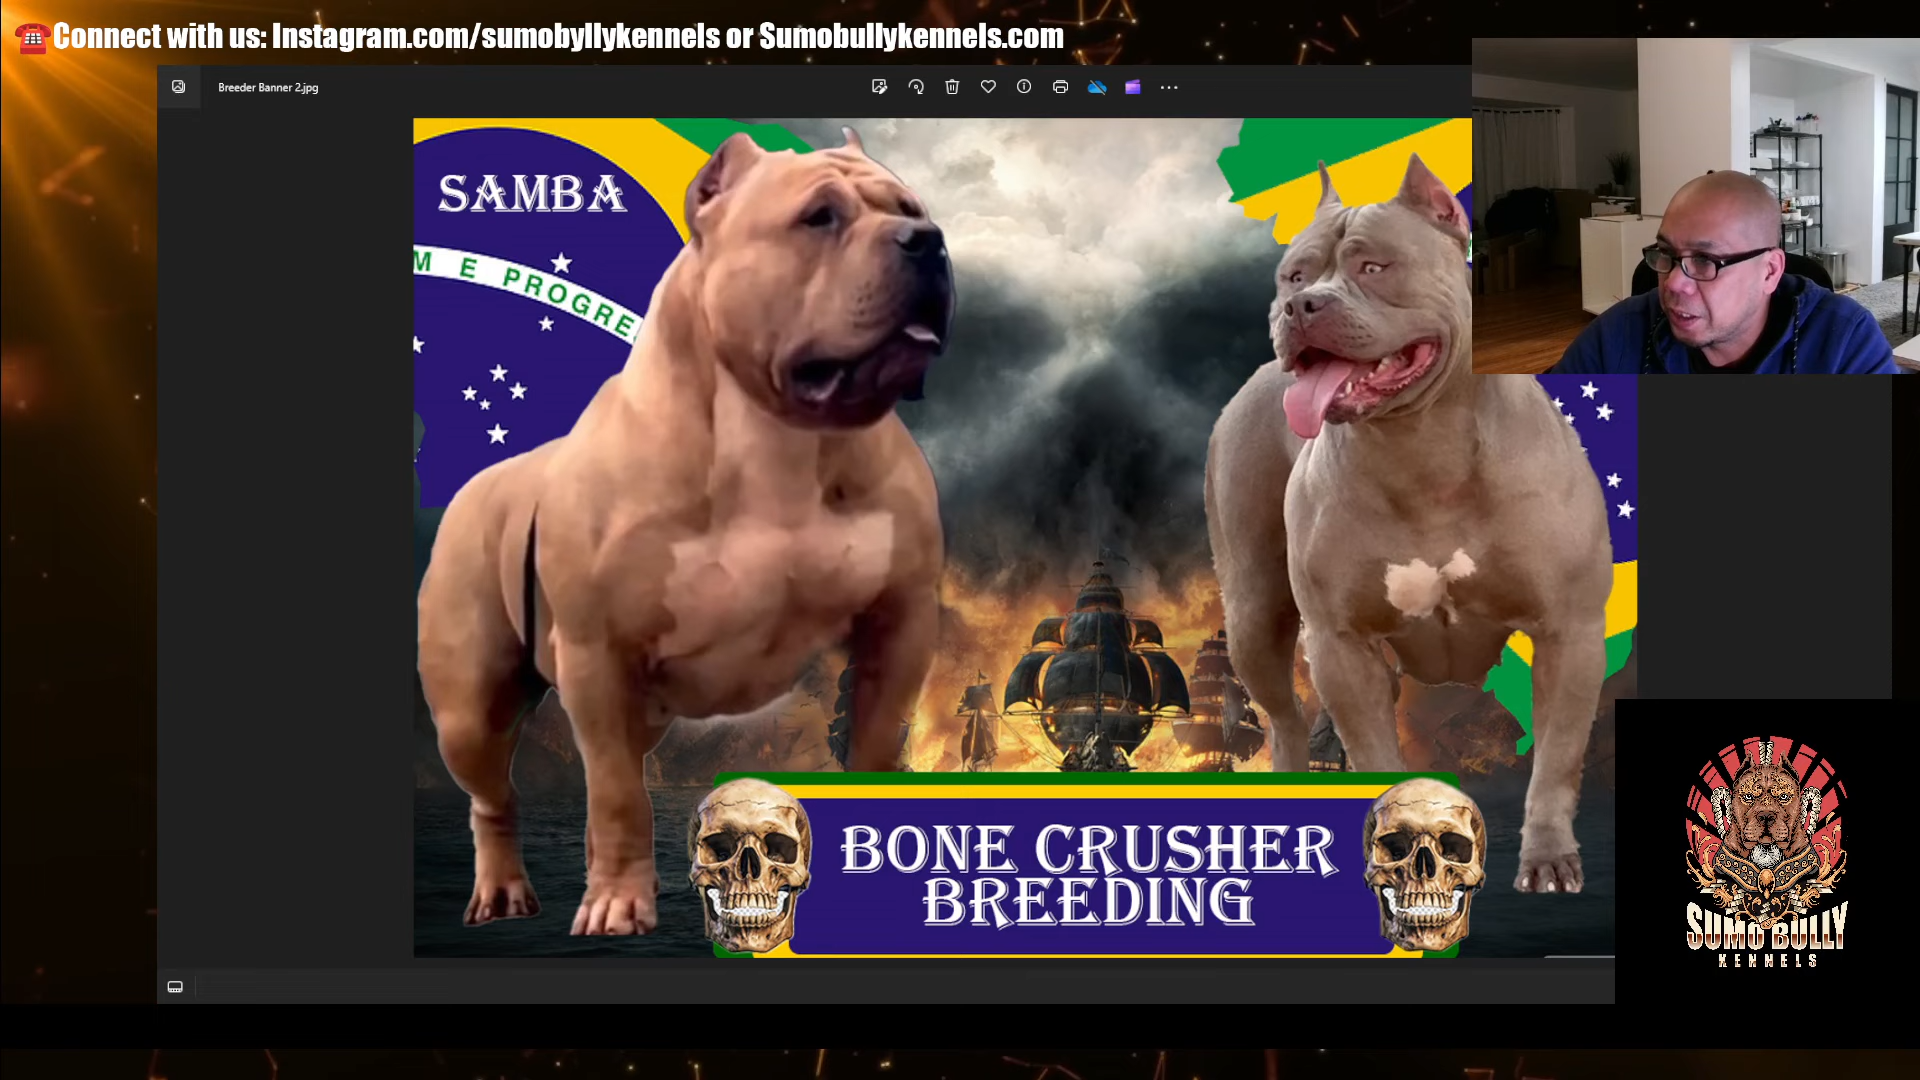 Connect with us: Instagram.com/sumobyllykennels or Sumobullykennels.com
Breeder Banner 2.jpg
SAMBA
M E PROGRE
BONE CRUSHER
BREEDING
SUMO BULLY
KENNELS